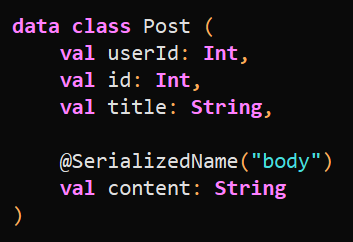 data class Post (
    val userId: Int,
    val id: Int,
    val title: String,

    @SerializedName("body")
    val content: String
)